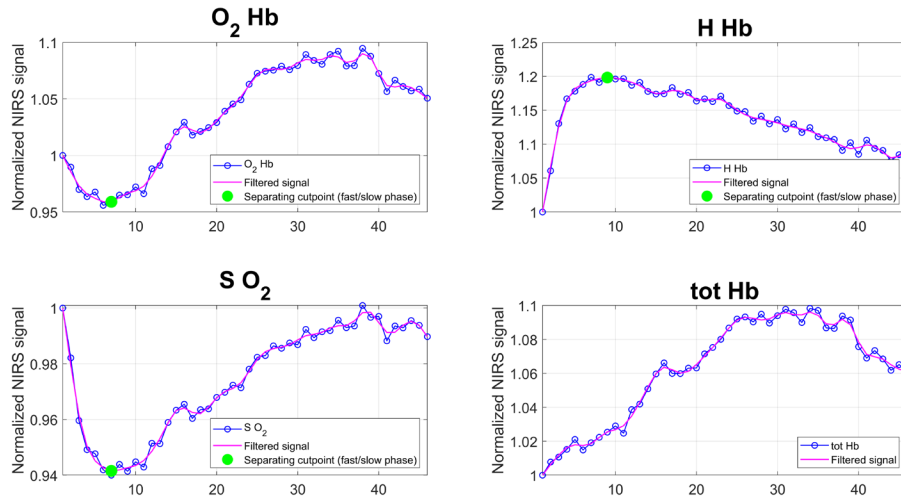 O2 Hb
Normalized NIRS signal
1.1
1.05
1
0.95
10
20
30
40
O2 Hb
Filtered signal
Separating cutpoint (fast/slow phase)
H Hb
Normalized NIRS signal
1.25
1.2
1.15
1.1
1.05
1
10
20
30
40
H Hb
Filtered signal
Separating cutpoint (fast/slow phase)
S O2
Normalized NIRS signal
1
0.98
0.96
0.94
10
20
30
40
S O2
Filtered signal
Separating cutpoint (fast/slow phase)
tot Hb
Normalized NIRS signal
1.1
1.08
1.06
1.04
1.02
1
10
20
30
40
tot Hb
Filtered signal